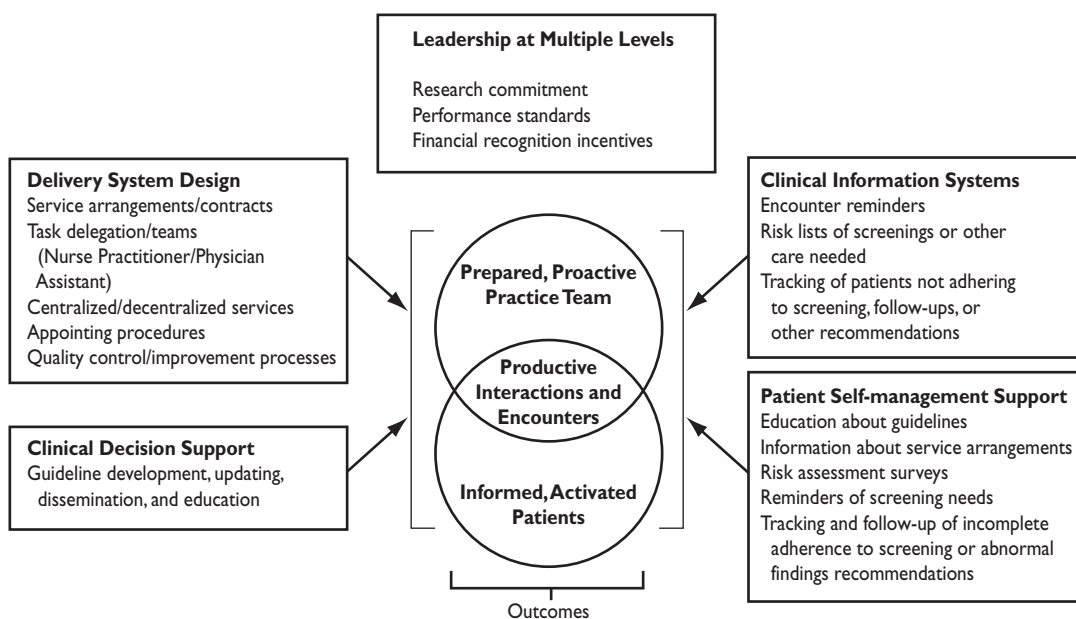 Leadership at Multiple Levels
Research commitment
Performance standards
Financial recognition incentives
Delivery System Design
Service arrangements/contracts
Task delegation/teams
(Nurse Practitioner/Physician
Assistant)
Centralized/decentralized services
Appointing procedures
Quality control/improvement processes
Clinical Decision Support
Guideline development, updating,
dissemination, and education
Prepared, Proactive
Practice Team
Productive
Interactions and
Encounters
Informed, Activated
Patients
Outcomes
Clinical Information Systems
Encounter reminders
Risk lists of screenings or other
care needed
Tracking of patients not adhering
to screening, follow-ups, or
other recommendations
Patient Self-management Support
Education about guidelines
Information about service arrangements
Risk assessment surveys
Reminders of screening needs
Tracking and follow-up of incomplete
adherence to screening or abnormal
findings recommendations